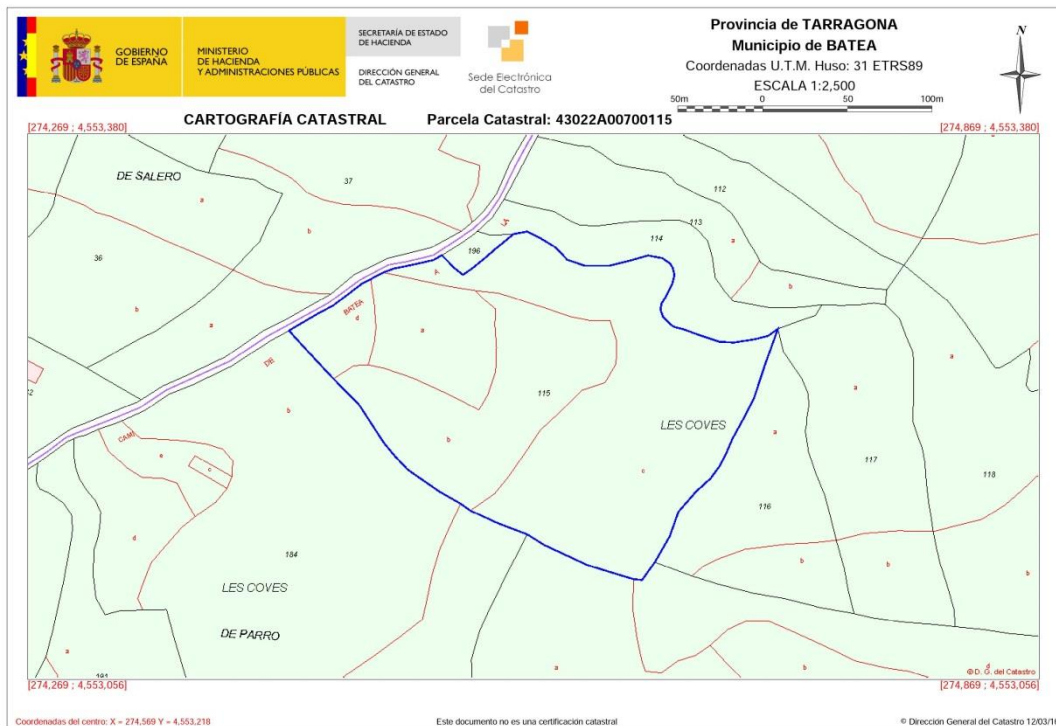 GOBIERNO
DE ESPAÑA
MINISTERIO
DE HACIENDA
Y ADMINISTRACIONES PÚBLICAS
SECRETARÍA DE ESTADO
DE HACIENDA
DIRECCIÓN GENERAL
DEL CATASTRO
Sede Electrónica
del Catastro
Provincia de TARRAGONA
Municipio de BATEA
Coordenadas U.T.M. Huso: 31 ETRS89
ESCALA 1:2,500
50m 0 50 100m
N
CARTOGRAFÍA CATASTRAL Parcela Catastral: 43022A00700115
[274,269 ; 4,553,380] [274,869 ; 4,553,380]
DE SALERO
37
112
a
113
b
LA
114
a
196
36
A
b
BATEA
d
b
a
a
a
a
DE
115
b
LES COVES
a
CAMÍ
b
117
118
e
c
c
116
d
184
b
b
b
LES COVES
DE PARRO
a
a
b
d
191
© D. G. del Catastro
[274,269 ; 4,553,056] [274,869 ; 4,553,056]
Coordenadas del centro: X = 274,569 Y = 4,553,218 Este documento no es una certificación catastral © Dirección General del Catastro